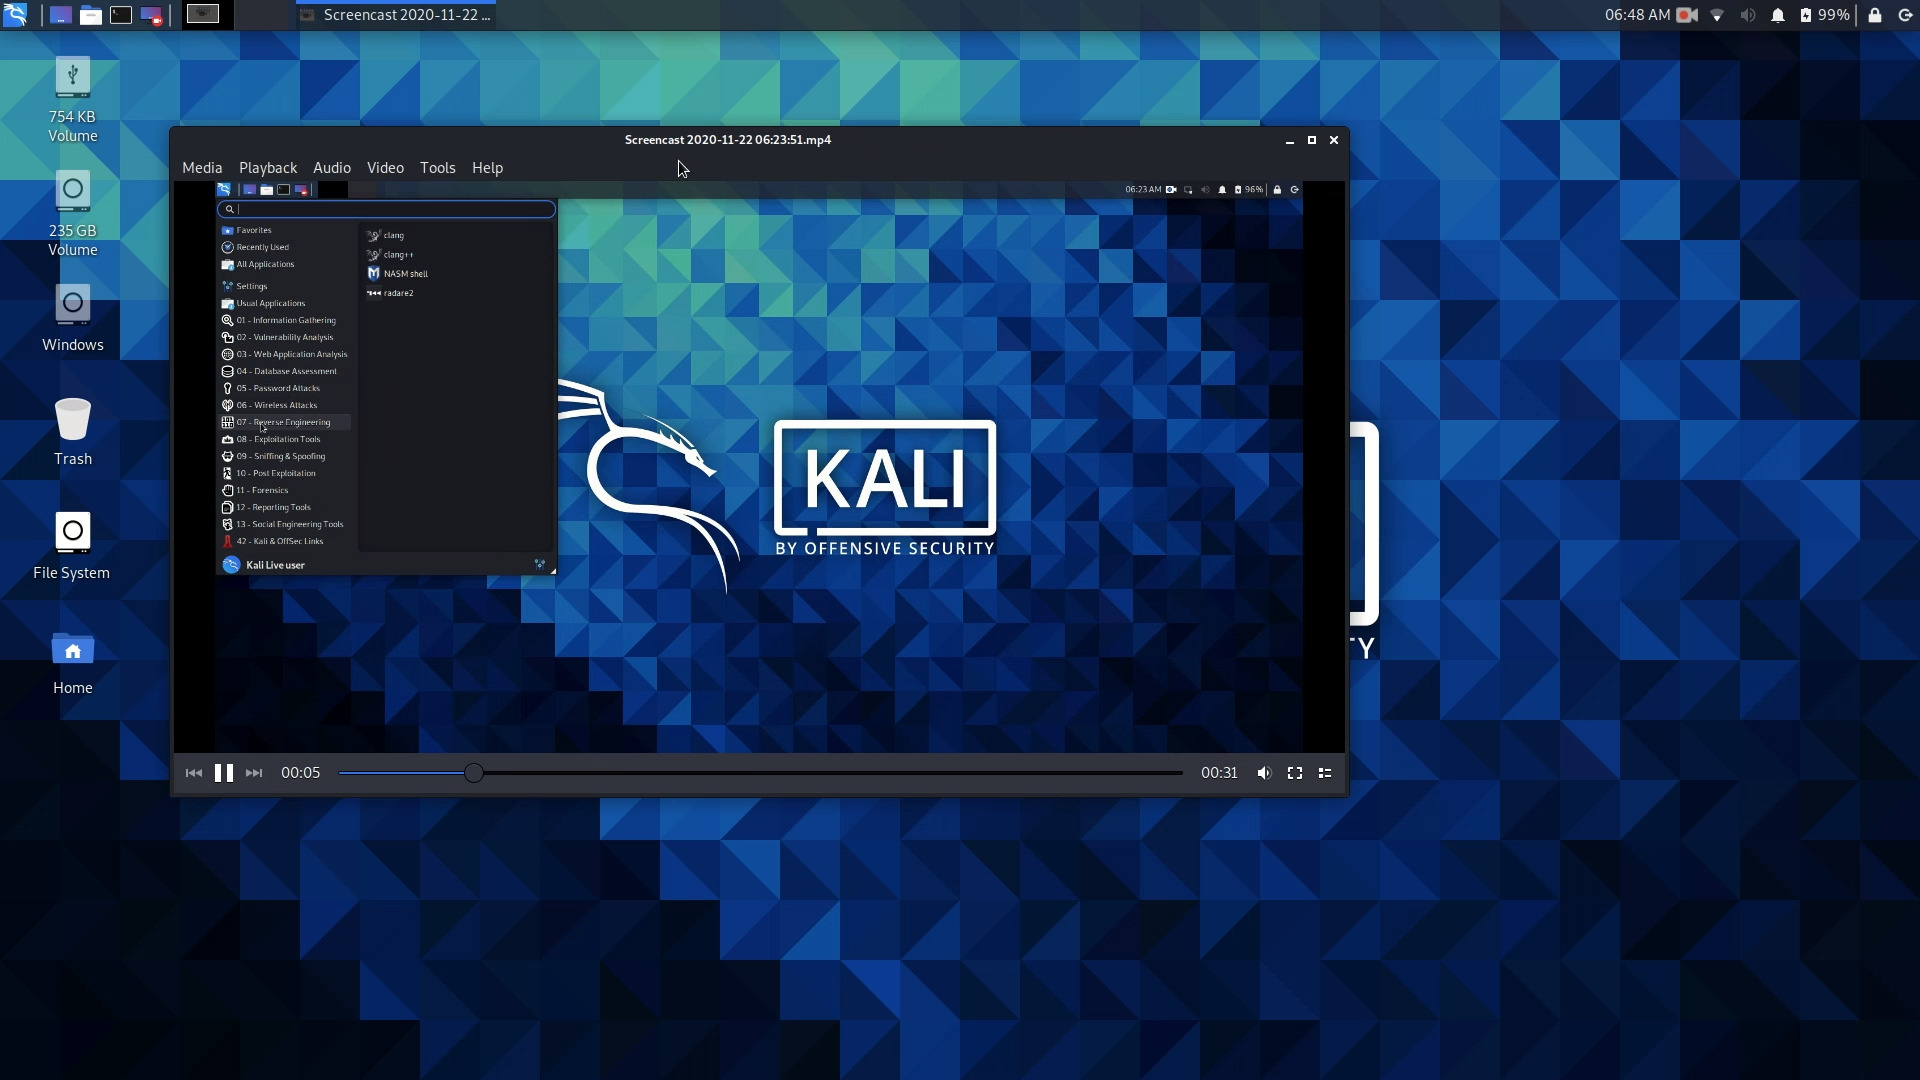 Screencast 2020-11-22 ...
06:48 AM
99%
754 KB
Volume
235 GB
Volume
Windows
Trash
File System
Home
Screencast 2020-11-22 06:23:51.mp4
Media Playback Audio Video Tools Help
06:23 AM 96%
Favorites
Recently Used
All Applications
Settings
Usual Applications
01 - Information Gathering
02 - Vulnerability Analysis
03 - Web Application Analysis
04 - Database Assessment
05 - Password Attacks
06 - Wireless Attacks
07 - Reverse Engineering
08 - Exploitation Tools
09 - Sniffing & Spoofing
10 - Post Exploitation
11 - Forensics
12 - Reporting Tools
13 - Social Engineering Tools
42 - Kali & OffSec Links
clang
clang++
NASM shell
radare2
Kali Live user
KALI
BY OFFENSIVE SECURITY
TY
00:05
00:31